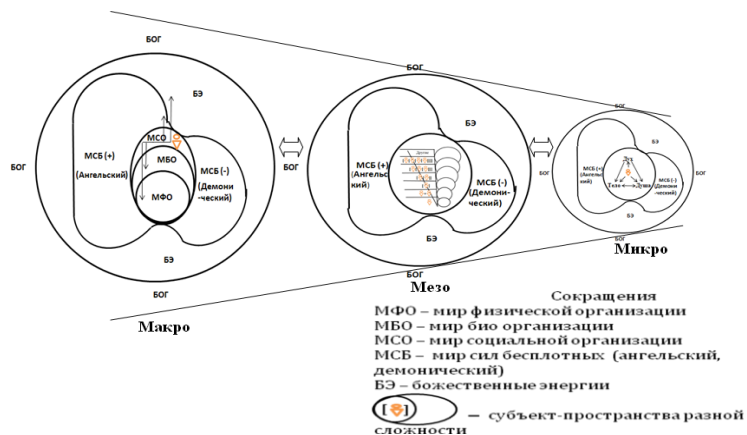 БОГ
БЭ
БОГ
МСО
МСБ (+)
(Ангельский)
МБО
МСБ (-)
(Демони
-ческий)
МФО
БЭ
БОГ
Макро
БОГ
БОГ
БЭ
МСБ (+)
(Ангельс
кий)
МСБ (-)
(Демони-
ческий)
БЭ
БОГ
Мезо
БОГ
БОГ
БЭ
МСБ (+)
(Ангельс
кий)
Дух
МСБ (-)
(Демони
ческий)
Тело
Душа
БЭ
БОГ
БОГ
Микро
Сокращения
МФО – мир физической организации
МБО – мир био организации
МСО – мир социальной организации
МСБ – мир сил бесплотных (ангельский,
демонический)
БЭ – божественные энергии
[ ] – субъект-пространства разной
сложности